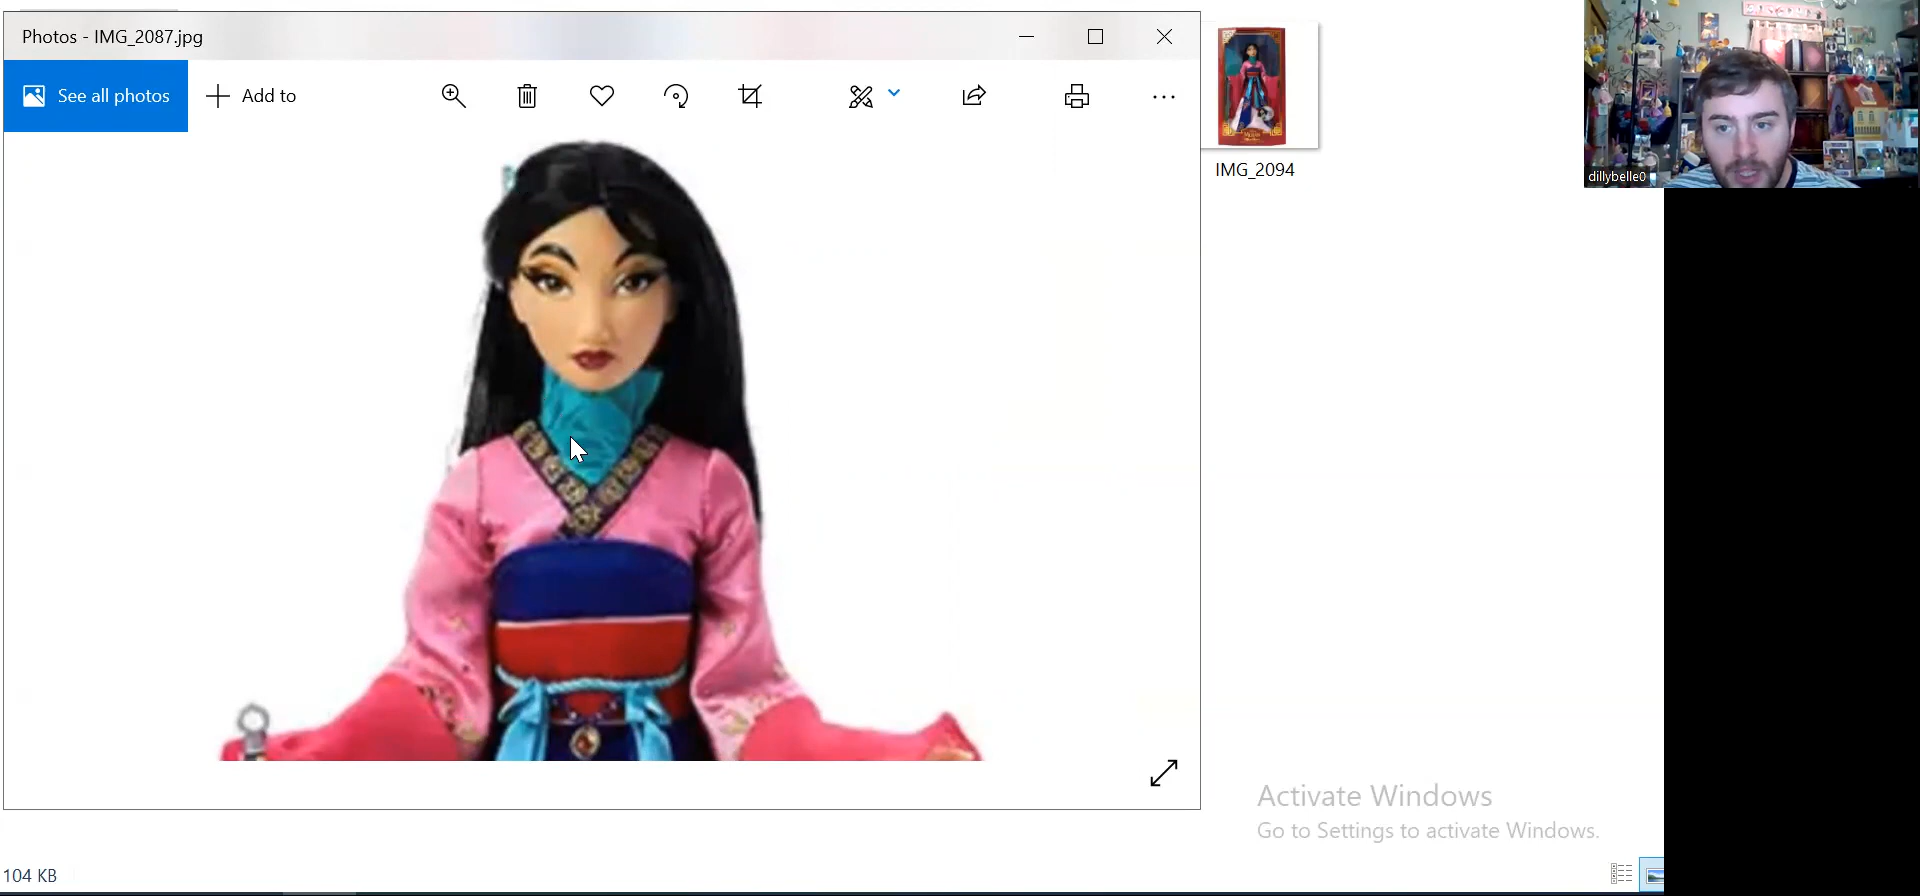 Photos - IMG_2087.jpg
See all photos
Add to
IMG_2094
dillybelle0
Activate Windows
Go to Settings to activate Windows.
104 KB